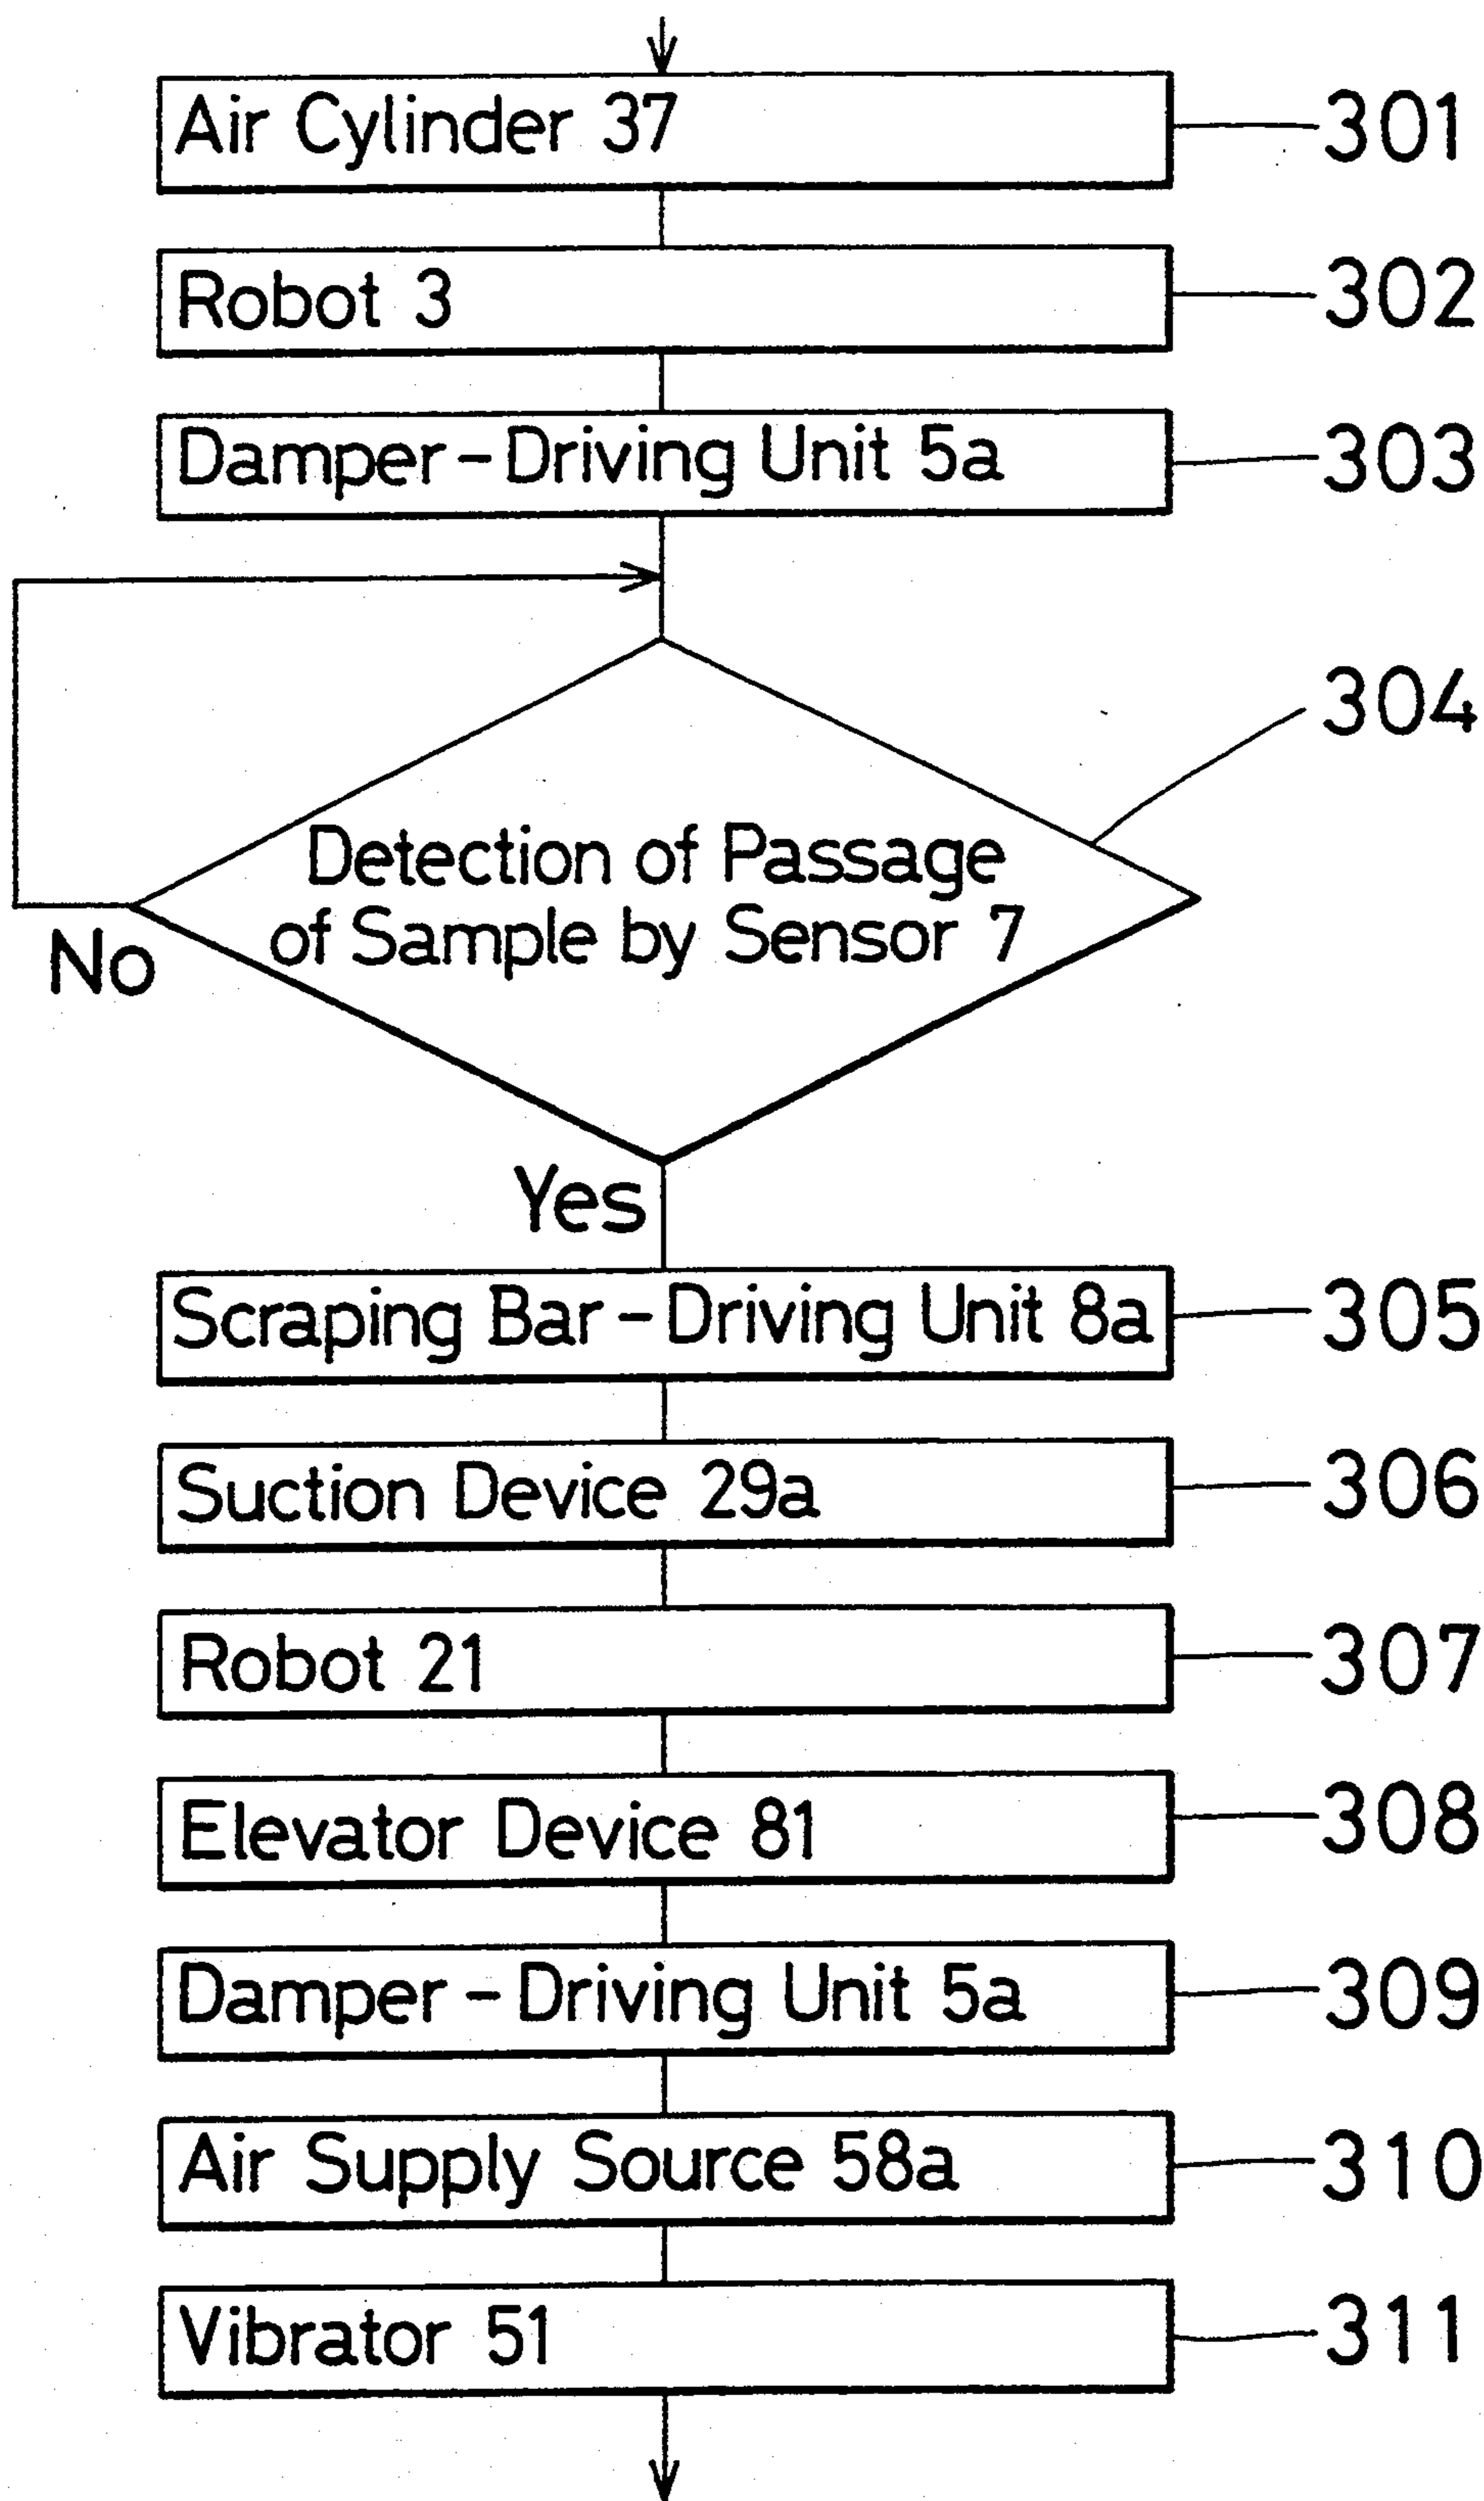 Air Cylinder 37
301
Robot 3
302
Damper-Driving Unit 5a
303
304
Detection of Passage
of Sample by Sensor 7
No
Yes
Scraping Bar-Driving Unit 8a
305
Suction Device 29a
306
Robot 21
307
Elevator Device 81
308
Damper-Driving Unit 5a
309
Air Supply Source 58a
310
Vibrator 51
311